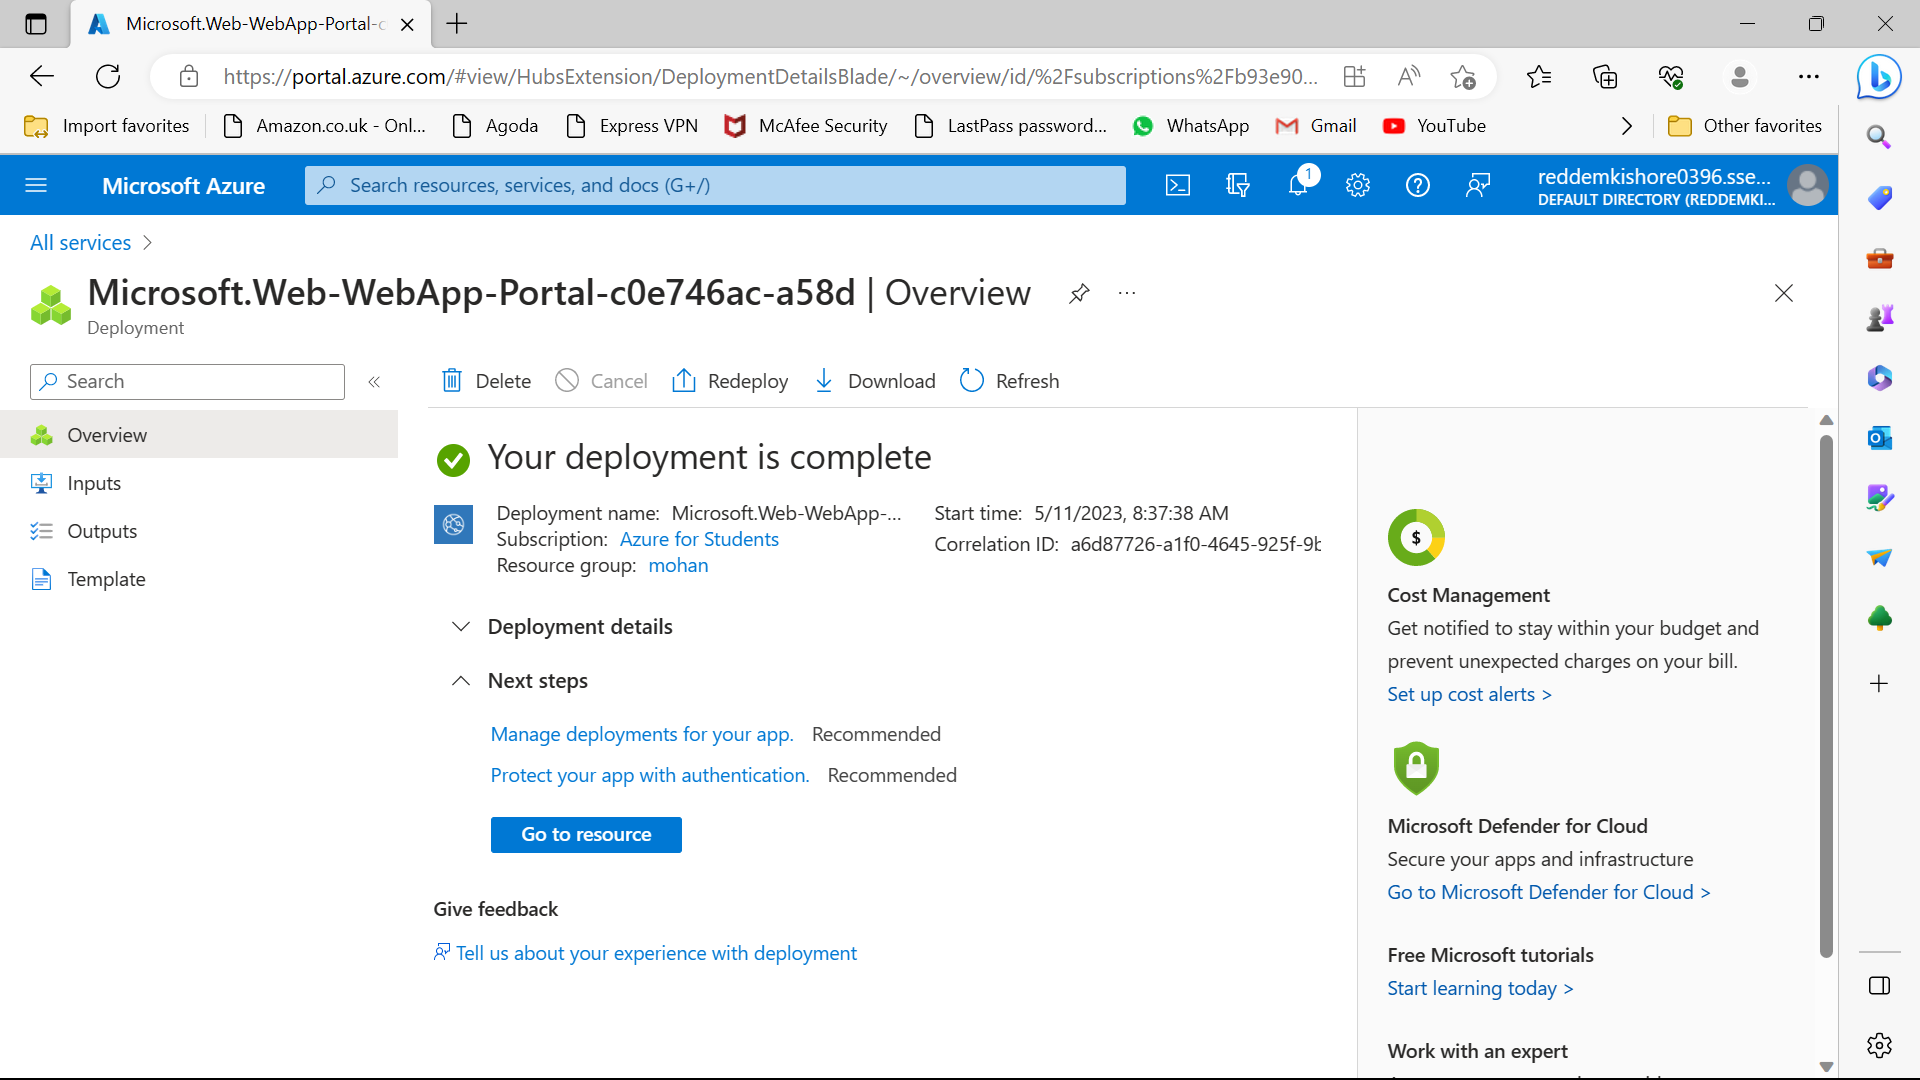 Microsoft.Web-WebApp-Portal-c
https://portal.azure.com/#view/HubsExtension/DeploymentDetailsBlade/~/overview/id/%2Fsubscriptions%2Fb93e90...
Import favorites
Amazon.co.uk - Onl...
Agoda
Express VPN
McAfee Security
LastPass password...
WhatsApp
Gmail
YouTube
Other favorites
Microsoft Azure
Search resources, services, and docs (G+/)
1
reddemkishore0396.sse...
DEFAULT DIRECTORY (REDDEMKI...
All services
Microsoft.Web-WebApp-Portal-c0e746ac-a58d | Overview
Deployment
Search
Delete
Cancel
Redeploy
Download
Refresh
Overview
Inputs
Outputs
Template
Your deployment is complete
Deployment name: Microsoft.Web-WebApp-...
Subscription: Azure for Students
Resource group: mohan
Start time: 5/11/2023, 8:37:38 AM
Correlation ID: a6d87726-a1f0-4645-925f-9b
Deployment details
Next steps
Manage deployments for your app. Recommended
Protect your app with authentication. Recommended
Go to resource
Give feedback
Tell us about your experience with deployment
$
Cost Management
Get notified to stay within your budget and
prevent unexpected charges on your bill.
Set up cost alerts >
Microsoft Defender for Cloud
Secure your apps and infrastructure
Go to Microsoft Defender for Cloud >
Free Microsoft tutorials
Start learning today >
Work with an expert